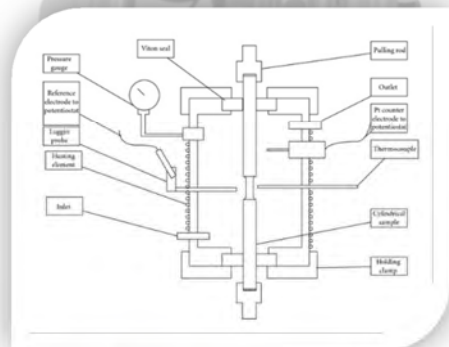 Viton seal
Pulling rod
Pressure
gauge
Outlet
Reference
electrode to
potentiostat
Pt counter
electrode to
potentiostat
Luggin
probe
Thermocouple
Heating
element
Inlet
Cylindrical
sample
Holding
clamp